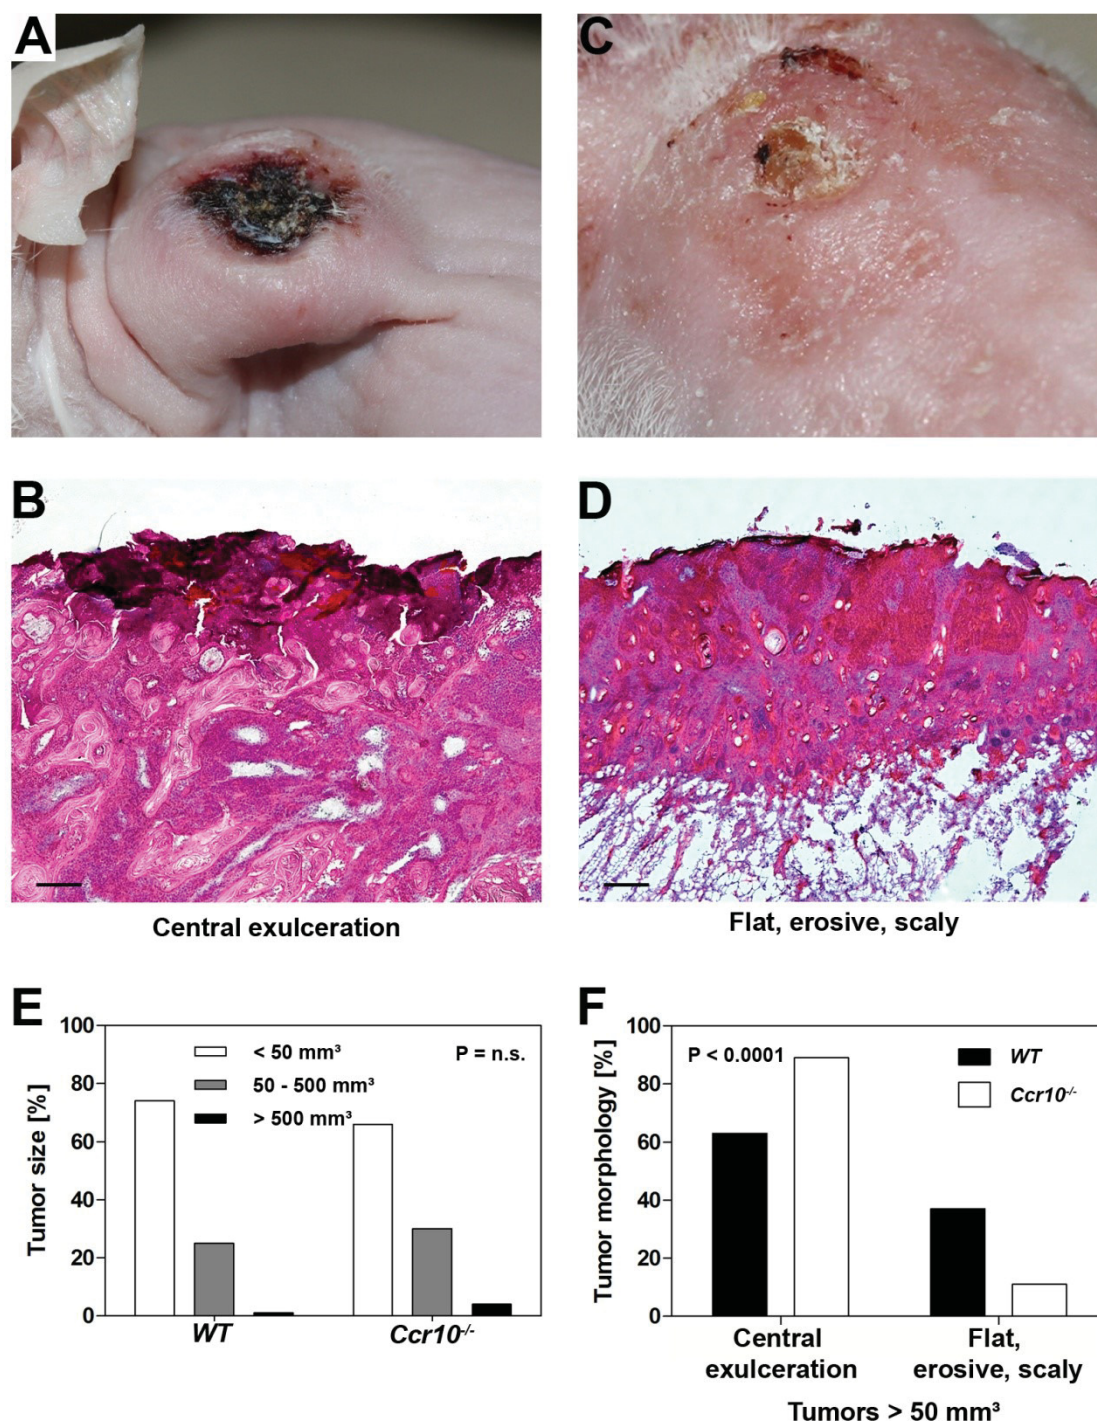 A
C
B
D
Central exulceration
Flat, erosive, scaly
E
Tumor size [%]
100
80
60
40
20
0
< 50 mm³
50 - 500 mm³
> 500 mm³
P = n.s.
WT
Ccr10-/-
F
Tumor morphology [%]
100
80
60
40
20
0
P < 0.0001
WT
Ccr10-/-
Central
exulceration
Flat,
erosive, scaly
Tumors > 50 mm³